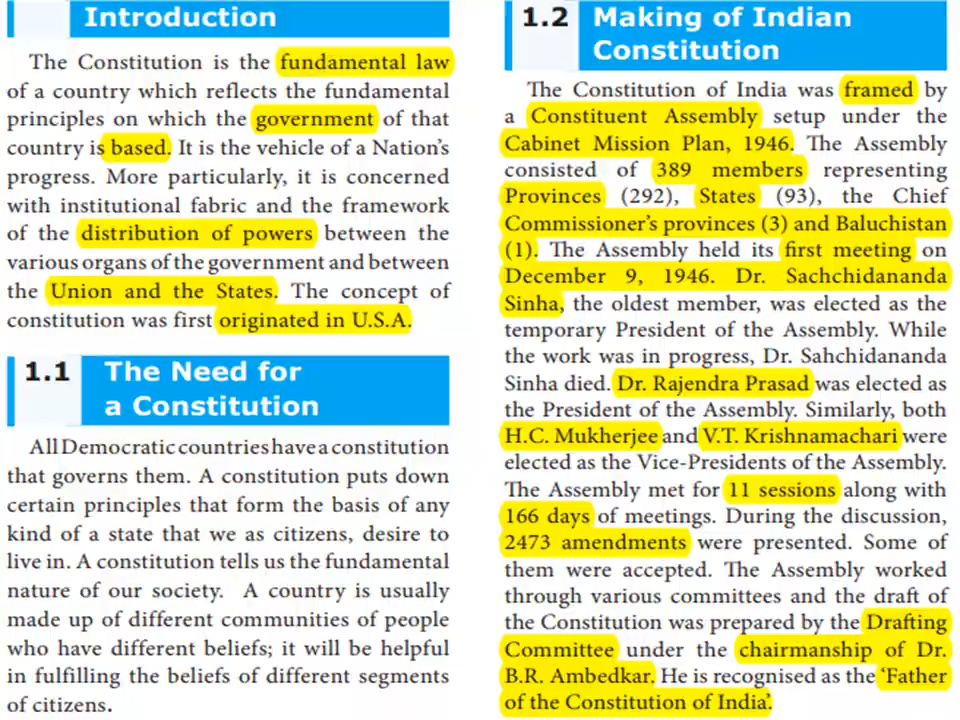 Introduction
The Constitution is the fundamental law
of a country which reflects the fundamental
principles on which the government of that
country is based. It is the vehicle of a Nation's
progress. More particularly, it is concerned
with institutional fabric and the framework
of the distribution of powers between the
various organs of the government and between
the Union and the States. The concept of
constitution was first originated in U.S.A.
1.1 The Need for
a Constitution
All Democratic countries have a constitution
that governs them. A constitution puts down
certain principles that form the basis of any
kind of a state that we as citizens, desire to
live in. A constitution tells us the fundamental
nature of our society. A country is usually
made up of different communities of people
who have different beliefs; it will be helpful
in fulfilling the beliefs of different segments
of citizens.
1.2 Making of Indian
Constitution
The Constitution of India was framed by
a Constituent Assembly setup under the
Cabinet Mission Plan, 1946. The Assembly
consisted of 389 members representing
Provinces (292), States (93), the Chief
Commissioner's provinces (3) and Baluchistan
(1). The Assembly held its first meeting on
December 9, 1946. Dr. Sachchidananda
Sinha, the oldest member, was elected as the
temporary President of the Assembly. While
the work was in progress, Dr. Sahchidananda
Sinha died. Dr. Rajendra Prasad was elected as
the President of the Assembly. Similarly, both
H.C. Mukherjee and V.T. Krishnamachari were
elected as the Vice-Presidents of the Assembly.
The Assembly met for 11 sessions along with
166 days of meetings. During the discussion,
2473 amendments were presented. Some of
them were accepted. The Assembly worked
through various committees and the draft of
the Constitution was prepared by the Drafting
Committee under the chairmanship of Dr.
B.R. Ambedkar. He is recognised as the 'Father
of the Constitution of India'.